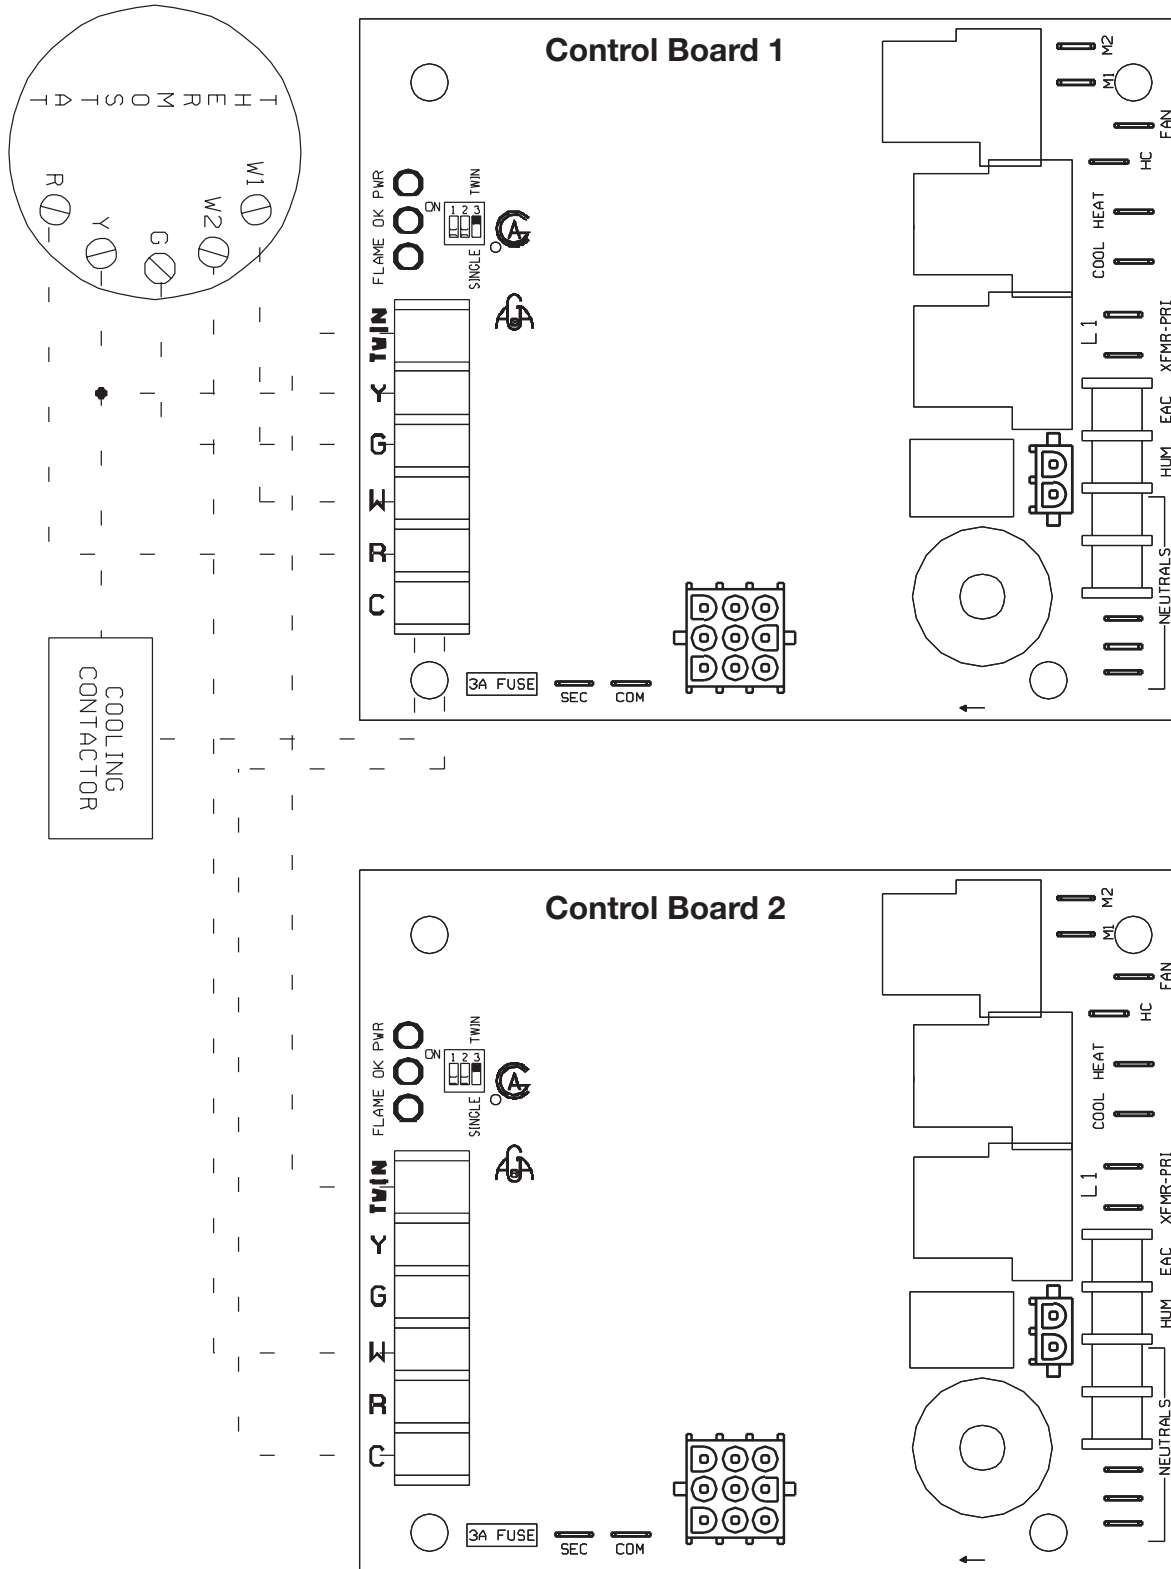 Control Board 1
THERMOSTAT
R
Y
G
W2
W1
M2
M1
FAN
HC
HEAT
COOL
L1
XFMR-PRI
EAC
HUM
NEUTRALS
PWR
OK
FLAME
ON
1 2 3
TWIN
SINGLE
TWIN
Y
G
W
R
C
3A FUSE
SEC
COM
COOLING
CONTACTOR
Control Board 2
M2
M1
FAN
HC
HEAT
COOL
L1
XFMR-PRI
EAC
HUM
NEUTRALS
PWR
OK
FLAME
ON
1 2 3
TWIN
SINGLE
TWIN
Y
G
W
R
C
3A FUSE
SEC
COM